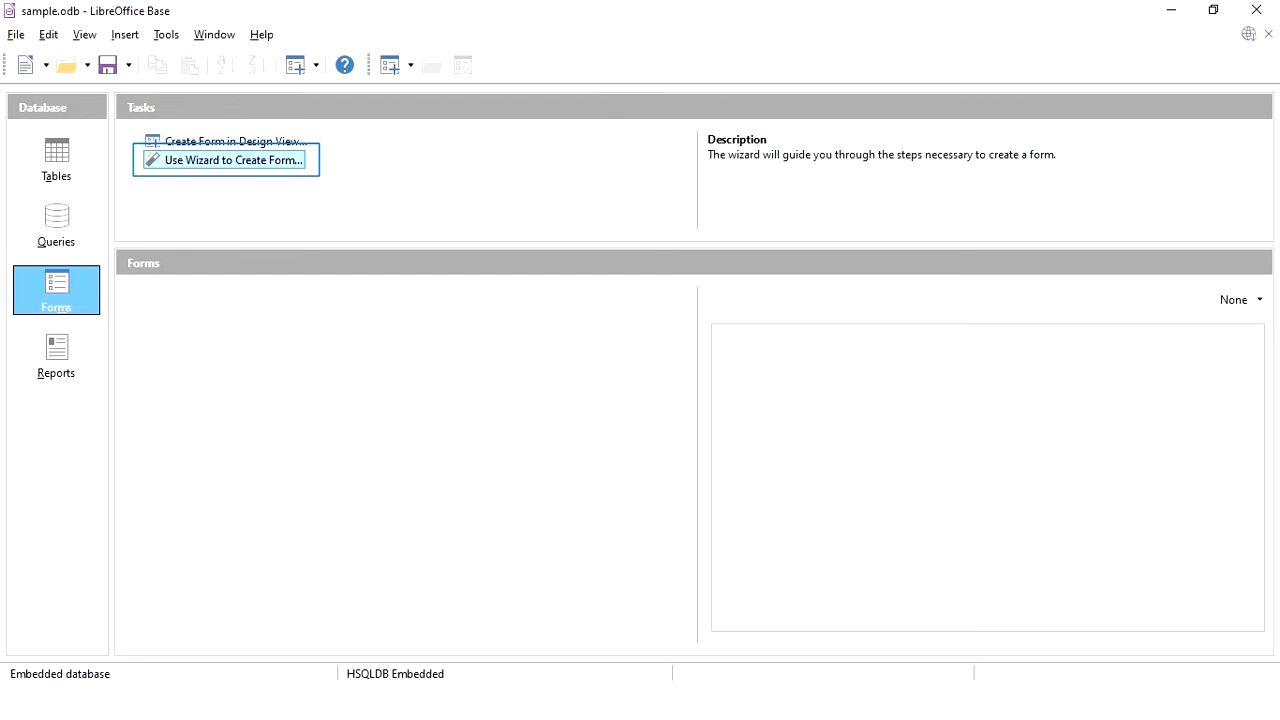 sample.odb - LibreOffice Base
File Edit View Insert Tools Window Help
Database
Tables
Queries
Forms
Reports
Tasks
Create Form in Design View...
Use Wizard to Create Form...
Description
The wizard will guide you through the steps necessary to create a form.
Forms
None
Embedded database
HSQLDB Embedded